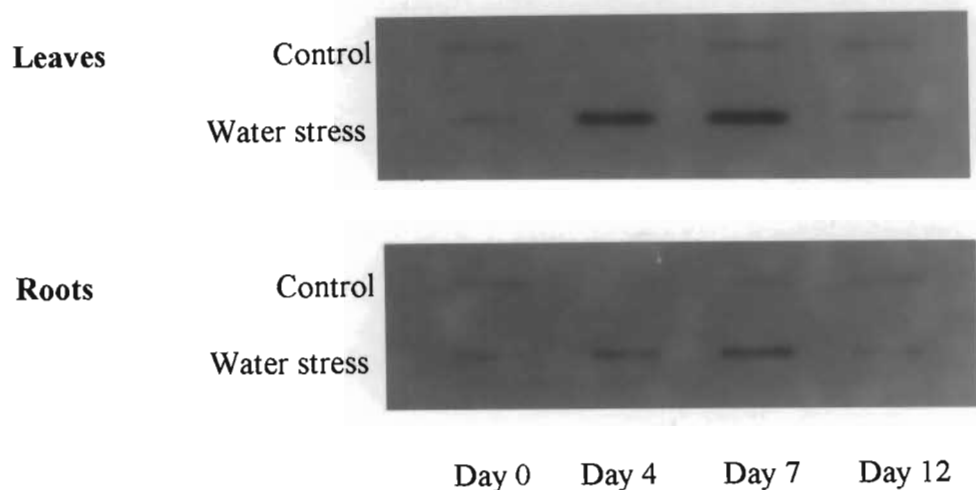 Leaves
Control
Water stress
Roots
Control
Water stress
Day 0 Day 4 Day 7 Day 12